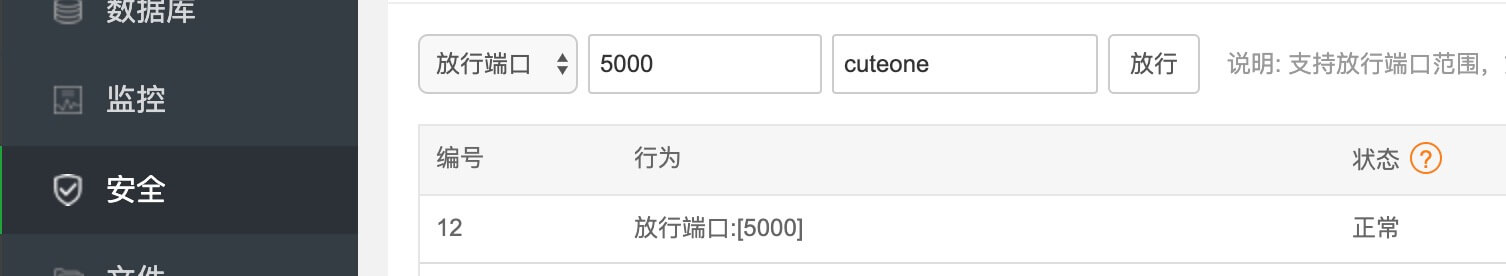 数据库
监控
安全
文件
放行端口 5000 cuteone 放行 说明: 支持放行端口范围，
编号 行为 状态 ?
12 放行端口:[5000] 正常